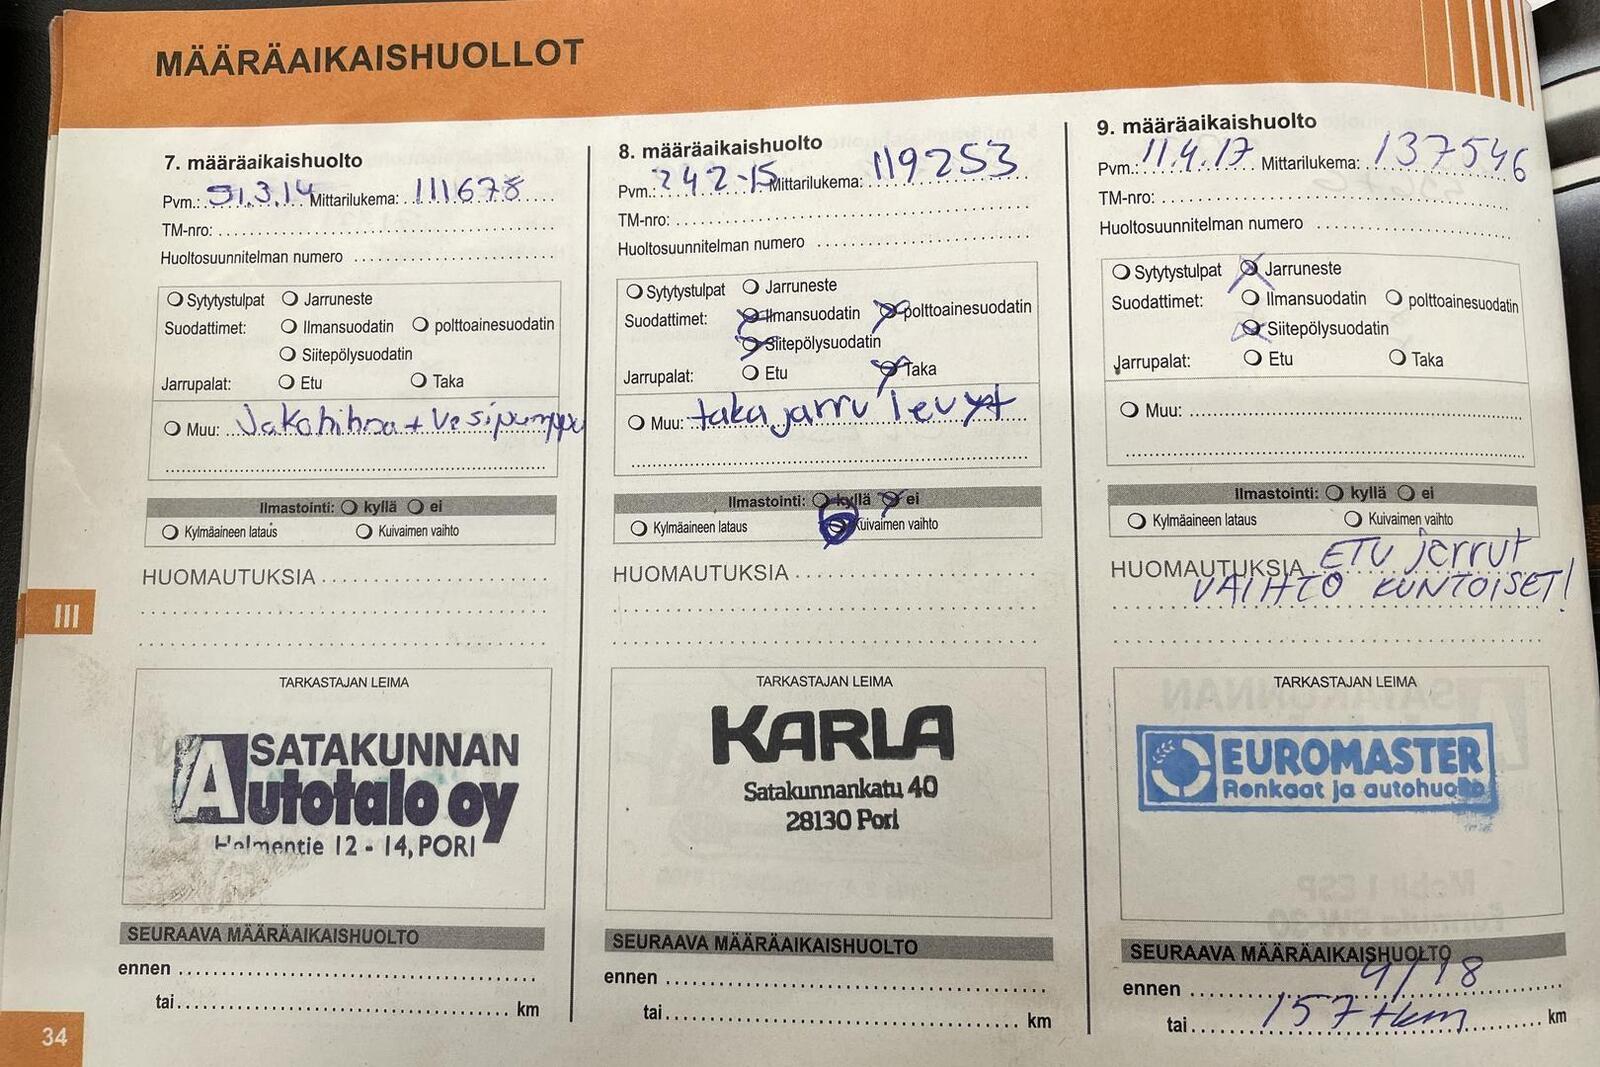 MÄÄRÄAIKAISHUOLLOT
7. määräaikaishuolto
Pvm.: 31.3.14 Mittarilukema: 111678
TM-nro:
Huoltosuunnitelman numero
Sytytystulpat Jarruneste
Suodattimet: Ilmansuodatin polttoainesuodatin
Siitepölysuodatin
Jarrupalat: Etu Taka
Muu: Jakohihna + Vesipumppu
Ilmastointi: kyllä ei
Kylmäaineen lataus Kuivaimen vaihto
HUOMAUTUKSIA
TARKASTAJAN LEIMA
SATAKUNNAN
Autotalo oy
Helmentie 12 - 14, PORI
SEURAAVA MÄÄRÄAIKAISHUOLTO
ennen
tai km
8. määräaikaishuolto
Pvm.: 242-15 Mittarilukema: 119253
TM-nro:
Huoltosuunnitelman numero
Sytytystulpat Jarruneste
Suodattimet: Ilmansuodatin polttoainesuodatin
Siitepölysuodatin
Jarrupalat: Etu Taka
Muu: takajarru levyt
Ilmastointi: kyllä ei
Kylmäaineen lataus Kuivaimen vaihto
HUOMAUTUKSIA
TARKASTAJAN LEIMA
KARLA
Satakunnankatu 40
28130 Pori
SEURAAVA MÄÄRÄAIKAISHUOLTO
ennen
tai km
9. määräaikaishuolto
Pvm.: 11.4.17 Mittarilukema: 137546
TM-nro:
Huoltosuunnitelman numero
Sytytystulpat Jarruneste
Suodattimet: Ilmansuodatin polttoainesuodatin
Siitepölysuodatin
Jarrupalat: Etu Taka
Muu:
Ilmastointi: kyllä ei
Kylmäaineen lataus Kuivaimen vaihto
HUOMAUTUKSIA ETU jarrut
VAIHTO KUNTOISET!
TARKASTAJAN LEIMA
EUROMASTER
Renkaat ja autohuolto
SEURAAVA MÄÄRÄAIKAISHUOLTO
ennen 4/18
tai 157 tkm km
III
34